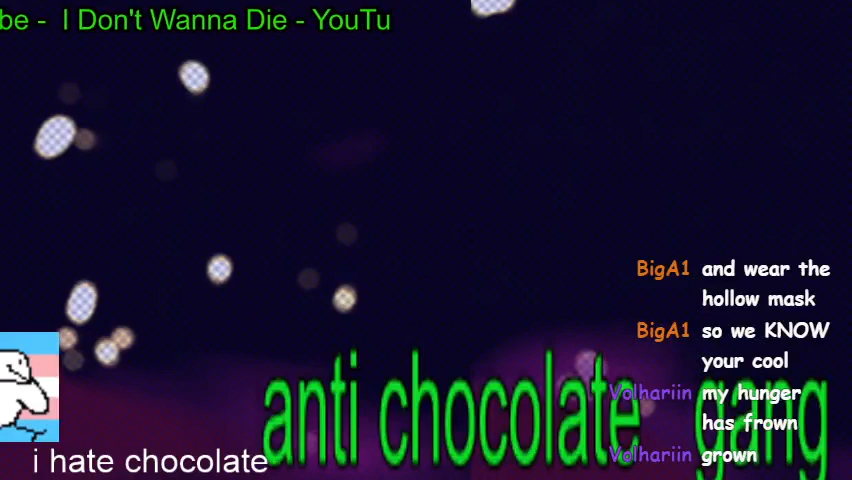 be -  I Don't Wanna Die - YouTu
BigA1 and wear the
hollow mask
BigA1 so we KNOW
your cool
Volhariin my hunger
has frown
Volhariin grown
anti chocolate gang
i hate chocolate